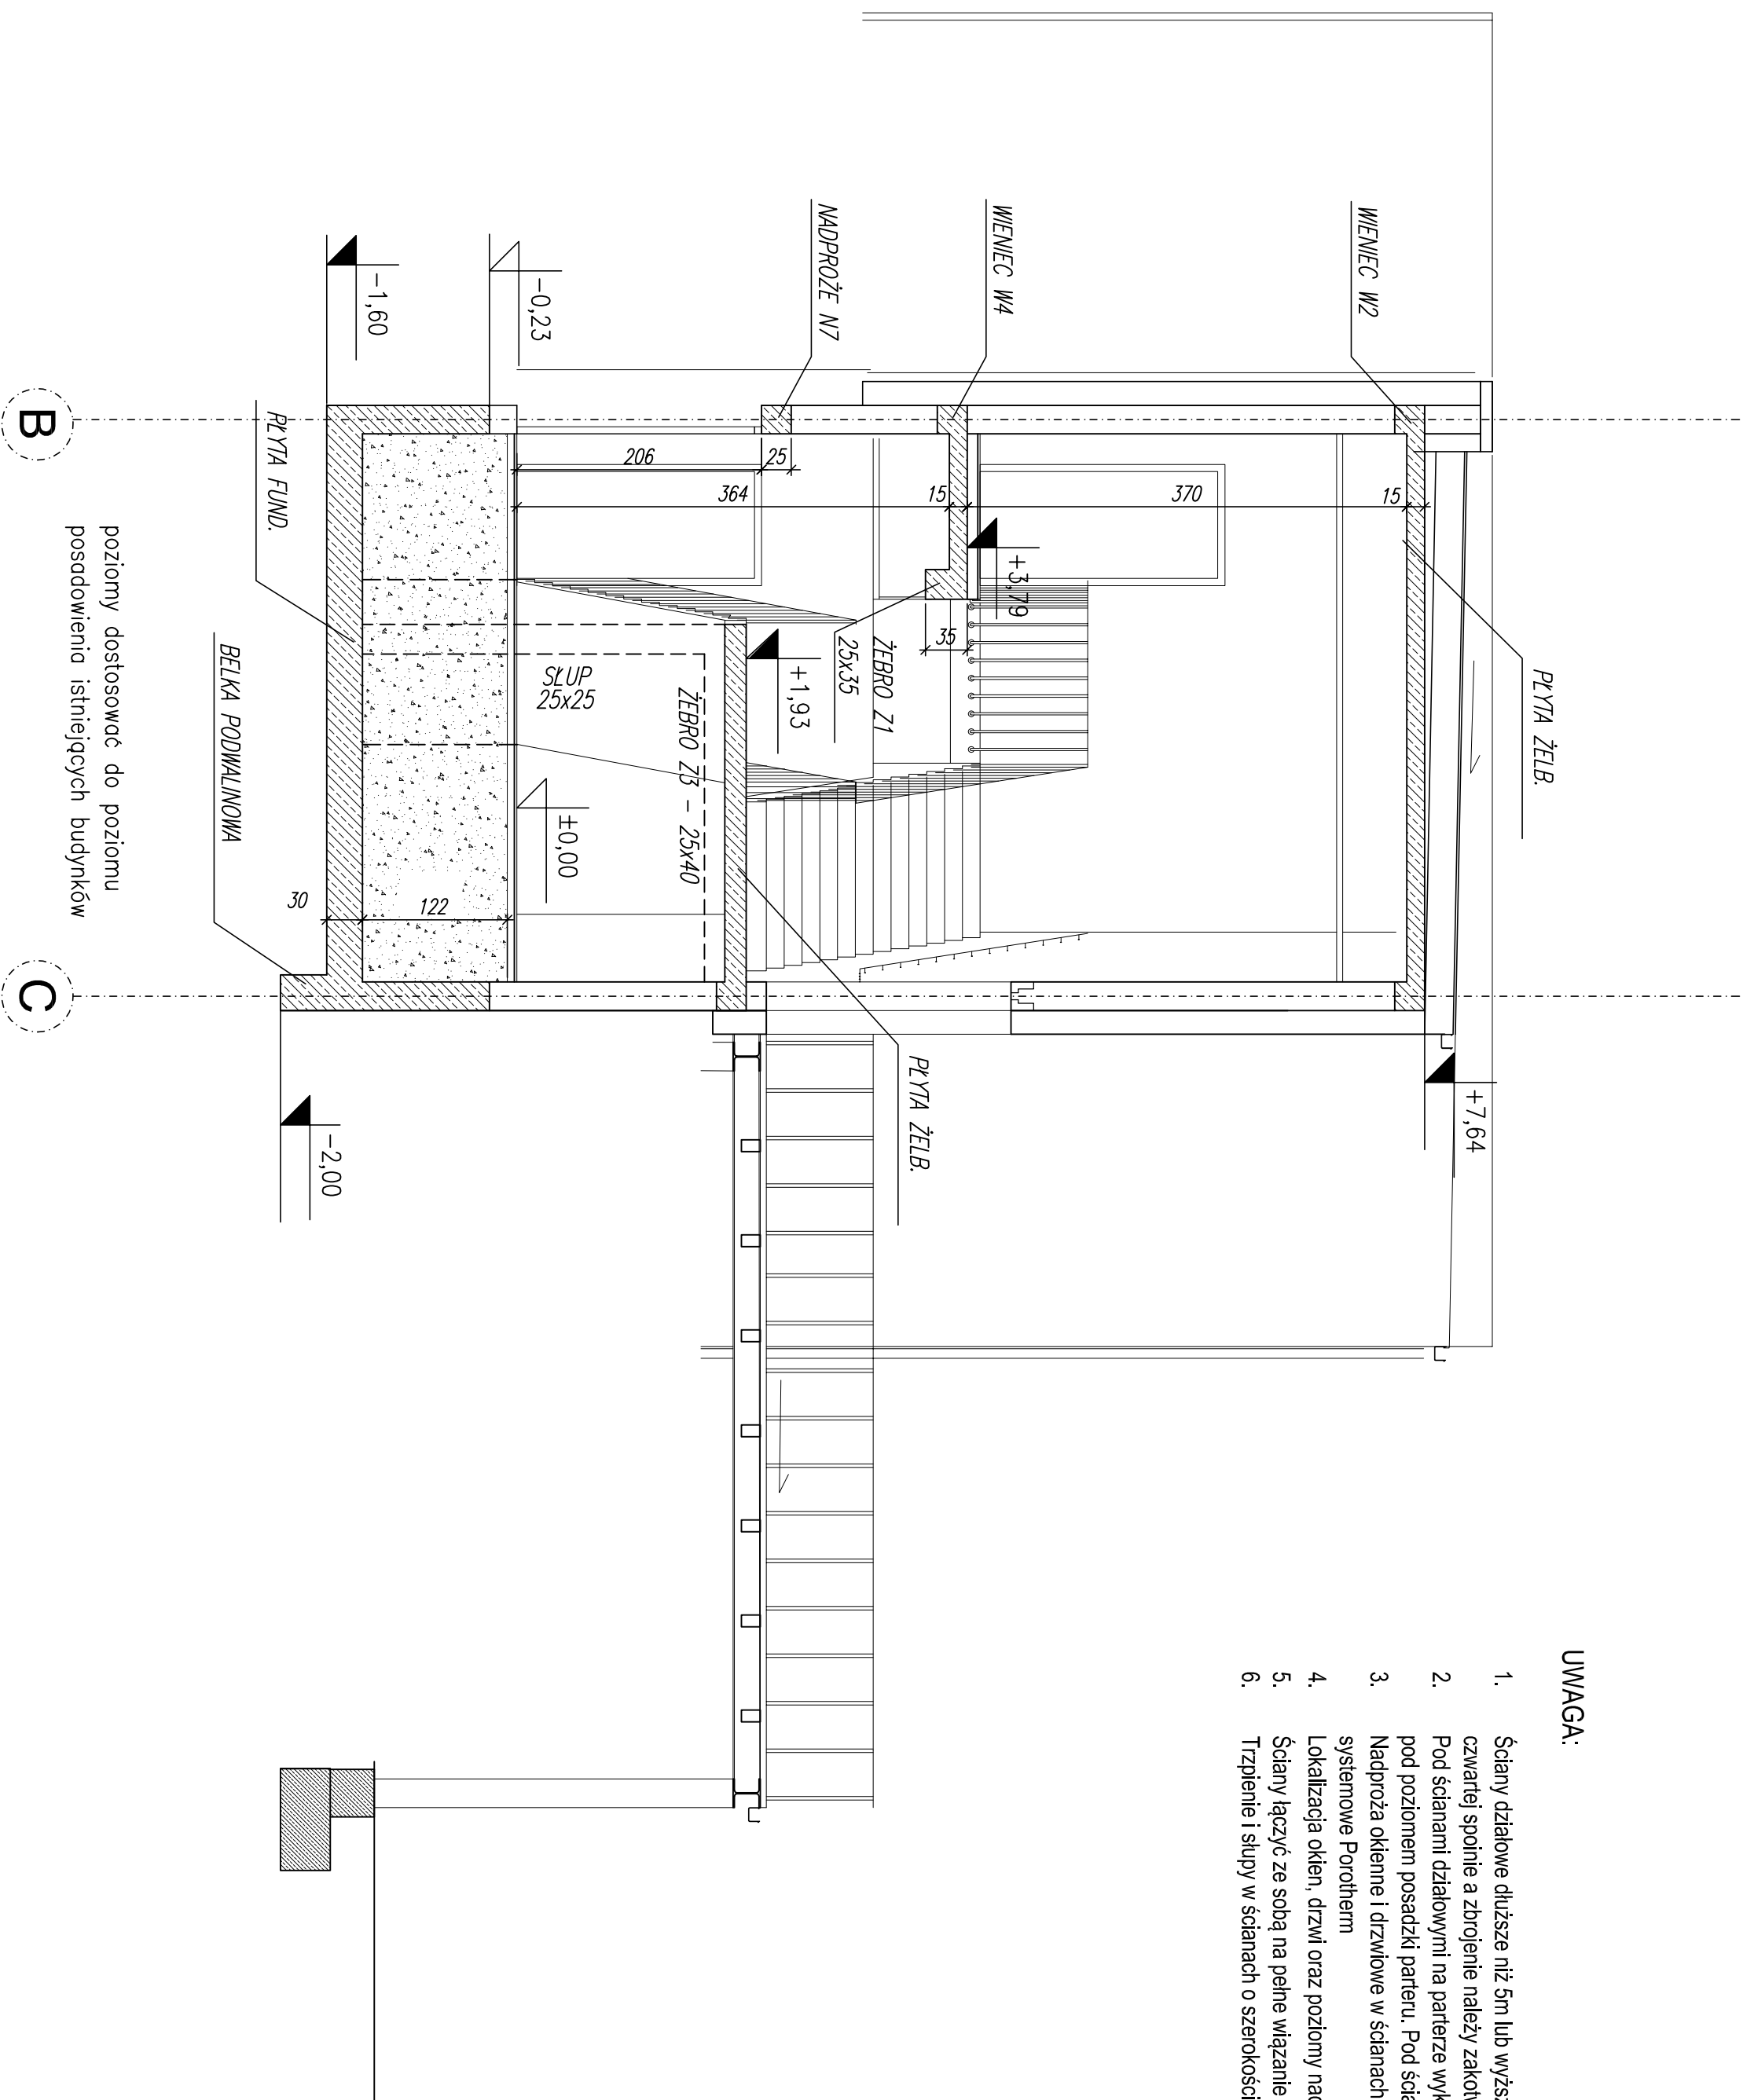 UWAGA:
1. Ściany działowe dłuższe niż 5m lub
czwartej spoinie a zbrojenie należy
2. Pod ścianami działowymi na parterze
pod poziomem posadzki parteru. Pod
3. Nadproża okienne i drzwiowe w ścianach
systemowe Porotherm
4. Lokalizacja okien, drzwi oraz poziomy
5. Ściany łączyć ze sobą na pełne wiązanie
6. Trzpienie i słupy w ścianach o szerokości
PŁYTA ŻELB.
+7,64
WIENIEC W2
15
370
15
364
+3,79
WIENIEC W4
35
ŻEBRO Z1
25x35
PŁYTA ŻELB.
NADPROŻE N7
25
206
+1,93
ŻEBRO Z3 - 25x40
SŁUP
25x25
±0,00
-0,23
-1,60
122
30
-2,00
PŁYTA FUND.
BELKA PODWALINOWA
poziomy dostosować do poziomu
posadowienia istniejących budynków
B
C